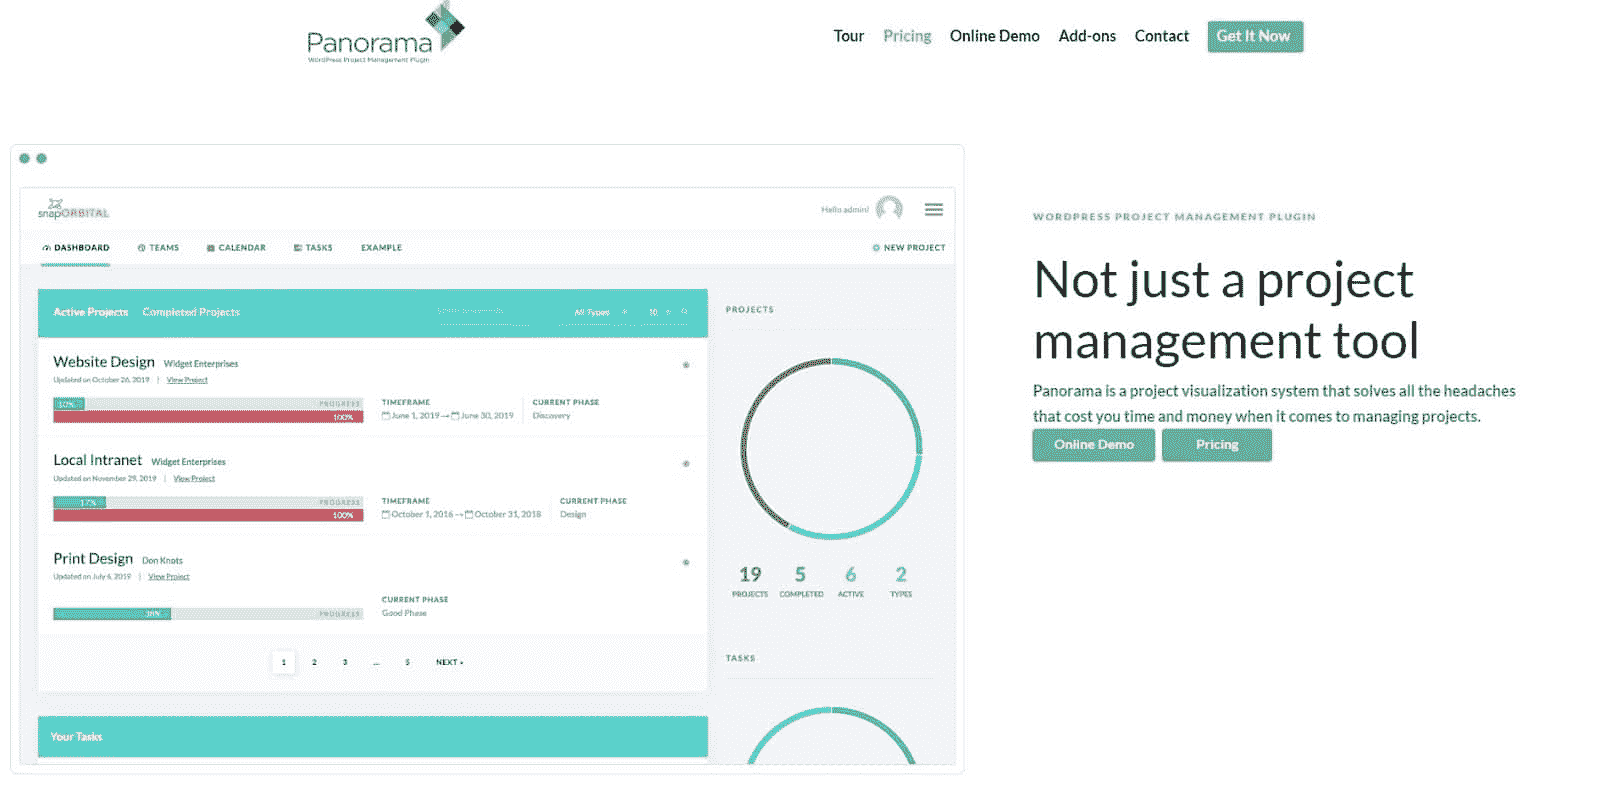 Panorama
WordPress Project Management Plugin
Tour Pricing Online Demo Add-ons Contact Get It Now
snapORBITAL
Hello admin!
DASHBOARD TEAMS CALENDAR TASKS EXAMPLE NEW PROJECT
Active Projects Completed Projects All Types 10
Website Design Widget Enterprises
Updated on October 26, 2019 | View Project
10% PROGRESS
100%
TIMEFRAME
June 1, 2019 → June 30, 2019
CURRENT PHASE
Discovery
Local Intranet Widget Enterprises
Updated on November 29, 2019 | View Project
17% PROGRESS
100%
TIMEFRAME
October 1, 2016 → October 31, 2018
CURRENT PHASE
Design
Print Design Don Knots
Updated on July 6, 2019 | View Project
38% PROGRESS
CURRENT PHASE
Good Phase
1 2 3 ... 5 NEXT
Your Tasks
PROJECTS
19 5 6 2
PROJECTS COMPLETED ACTIVE TYPES
TASKS
WORDPRESS PROJECT MANAGEMENT PLUGIN
Not just a project
management tool
Panorama is a project visualization system that solves all the headaches
that cost you time and money when it comes to managing projects.
Online Demo Pricing